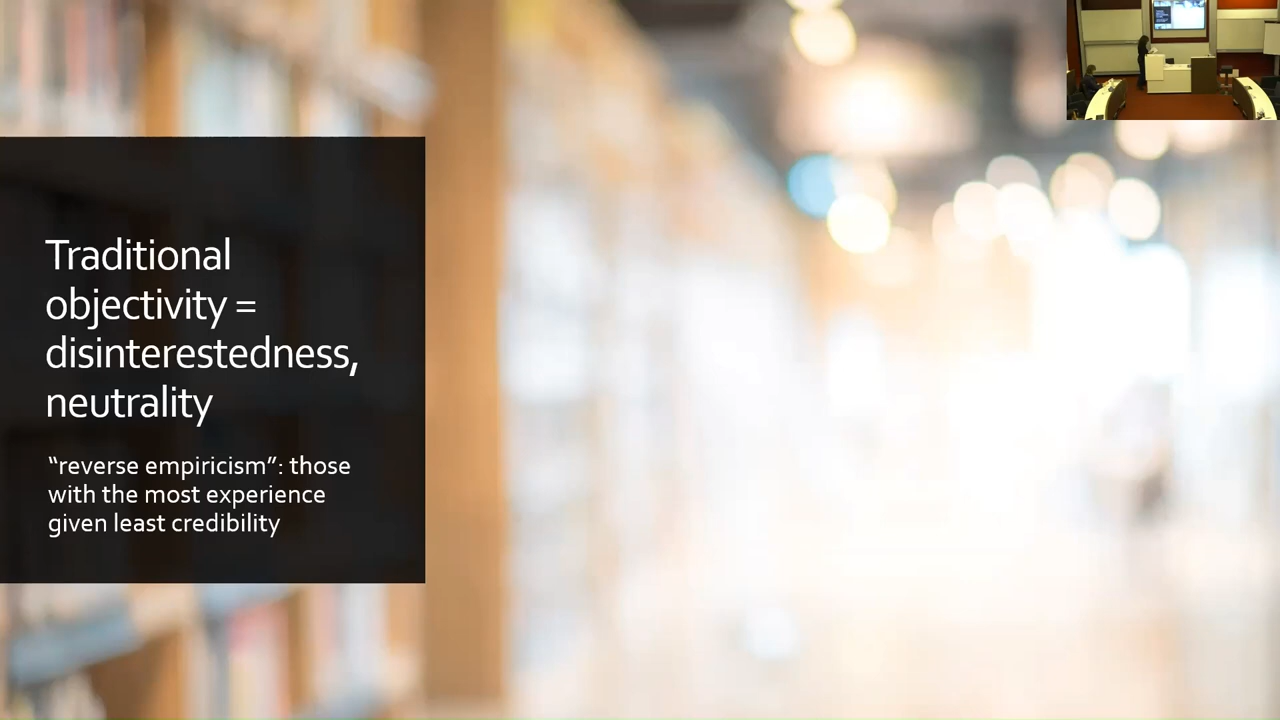 Traditional
objectivity =
disinterestedness,
neutrality
“reverse empiricism”: those
with the most experience
given least credibility